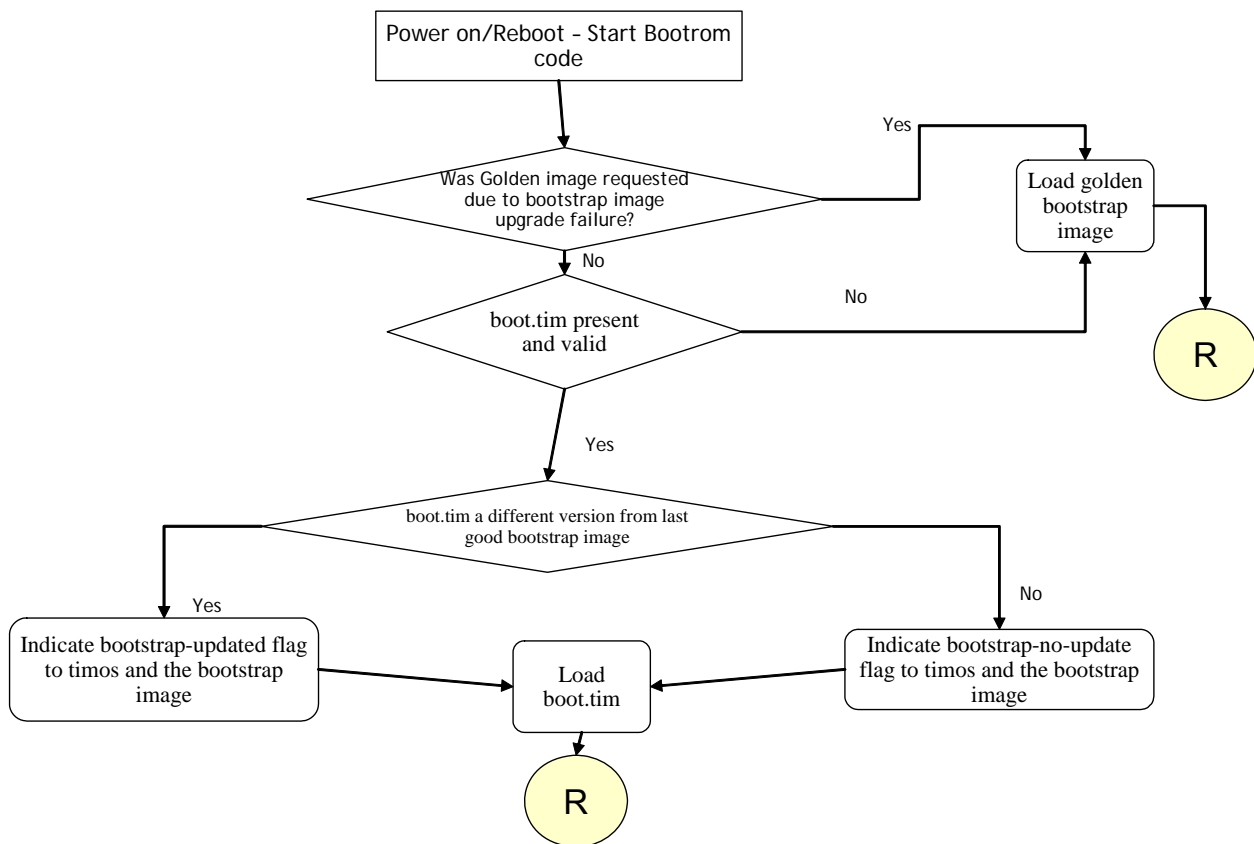 Power on/Reboot - Start Bootrom
code
Yes
Was Golden image requested
due to bootstrap image
upgrade failure?
Load golden
bootstrap
image
No
No
boot.tim present
and valid
R
Yes
boot.tim a different version from last
good bootstrap image
Yes
No
Indicate bootstrap-updated flag
to timos and the bootstrap
image
Load
boot.tim
Indicate bootstrap-no-update
flag to timos and the bootstrap
image
R